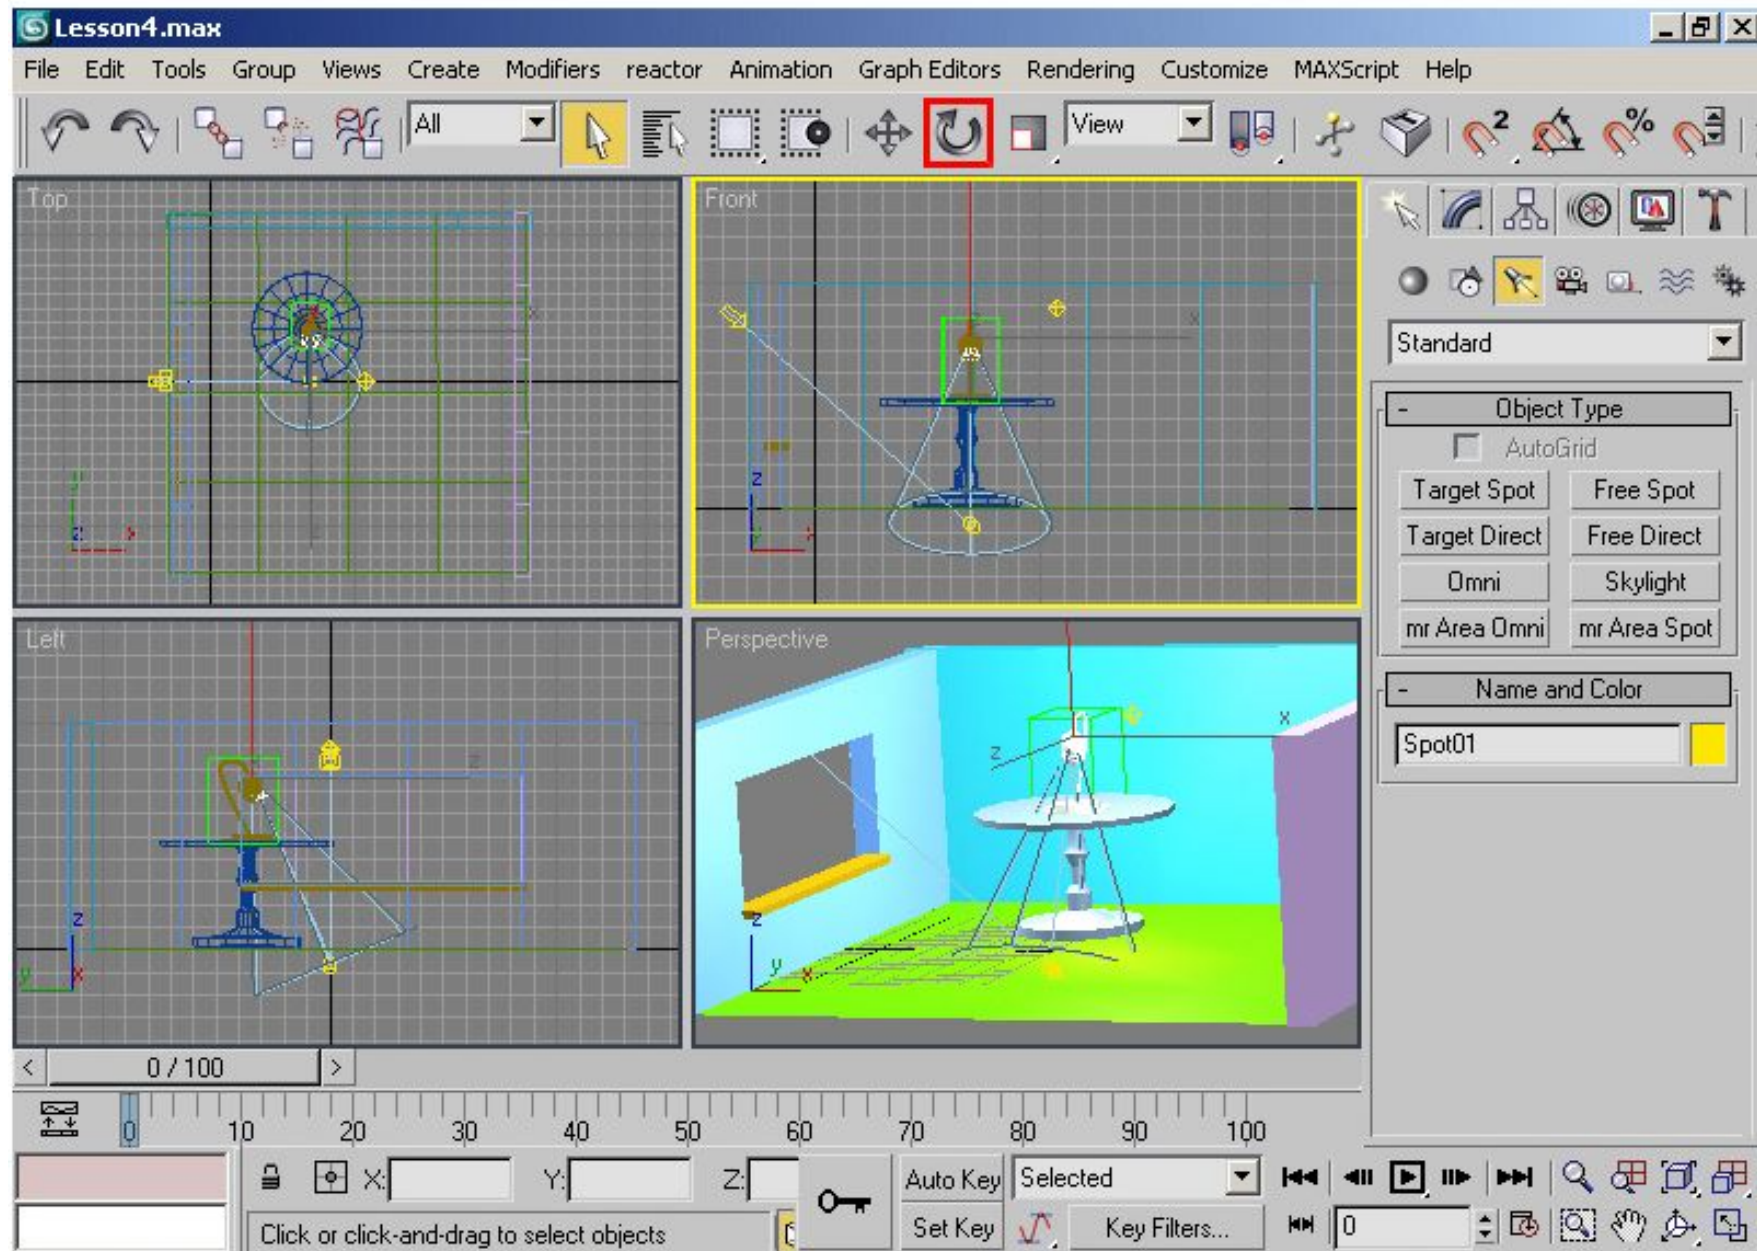 Lesson4.max
File Edit Tools Group Views Create Modifiers reactor Animation Graph Editors Rendering Customize MAXScript Help
All View 2 %
Top Front
x
x
z
y
z x
y x
Standard
- Object Type
AutoGrid
Target Spot Free Spot
Target Direct Free Direct
Omni Skylight
mr Area Omni mr Area Spot
- Name and Color
Spot01
Left Perspective
z
x
z
z
y x
z
y x
< 0 / 100 >
0 10 20 30 40 50 60 70 80 90 100
X: Y: Z: Auto Key Selected
Click or click-and-drag to select objects Set Key Key Filters... 0